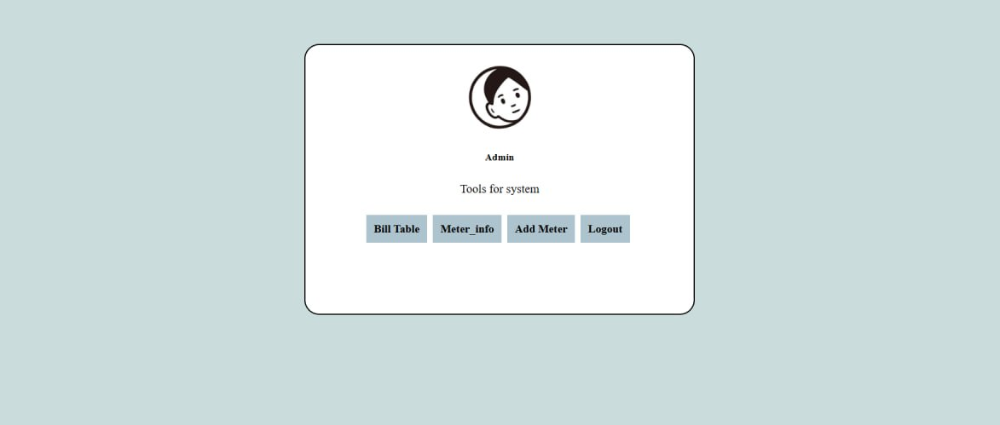 Admin
Tools for system
Bill Table Meter_info Add Meter Logout